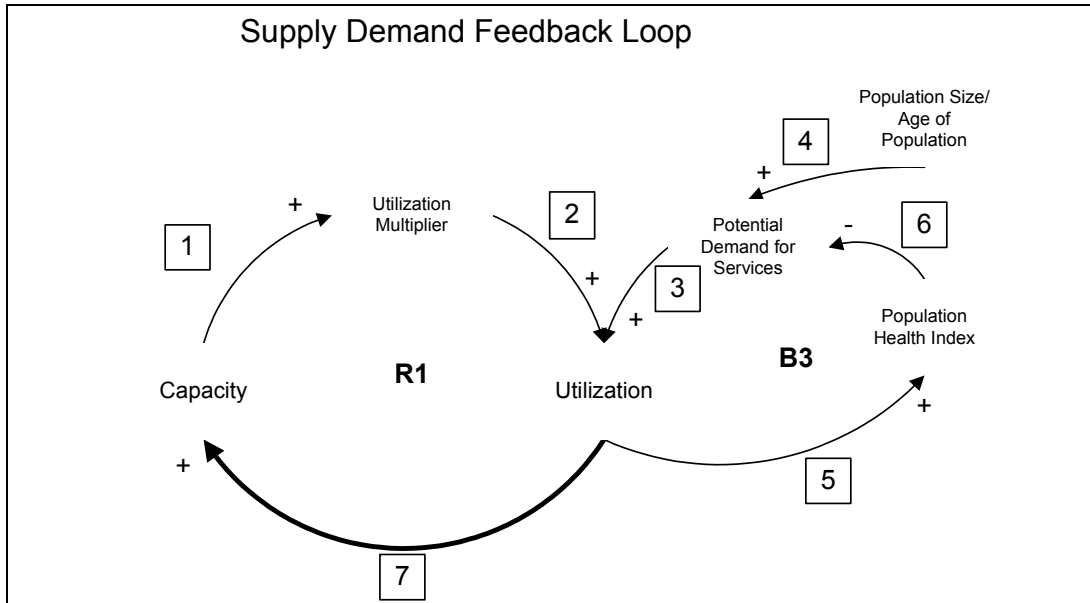 Supply Demand Feedback Loop
Population Size/
Age of
Population
4
+
+
1
Utilization
Multiplier
2
+
Potential
Demand for
Services
-
6
3
+
Population
Health Index
R1
B3
Capacity
Utilization
+
+
5
7